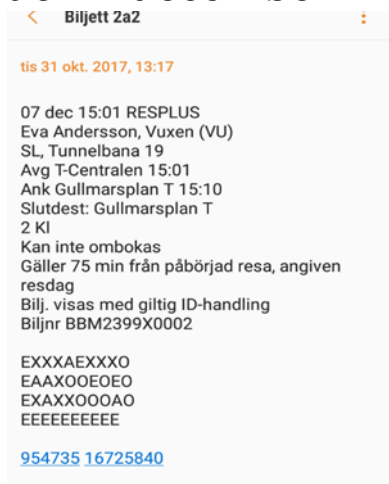 Biljett 2a2
tis 31 okt. 2017, 13:17
07 dec 15:01 RESPLUS
Eva Andersson, Vuxen (VU)
SL, Tunnelbana 19
Avg T-Centralen 15:01
Ank Gullmarsplan T 15:10
Slutdest: Gullmarsplan T
2 Kl
Kan inte ombokas
Gäller 75 min från påbörjad resa, angiven
resdag
Bilj. visas med giltig ID-handling
Biljnr BBM2399X0002
EXXXAEXXXO
EAAXOOEOEO
EXAXXOOOAO
EEEEEEEEEE
954735 16725840